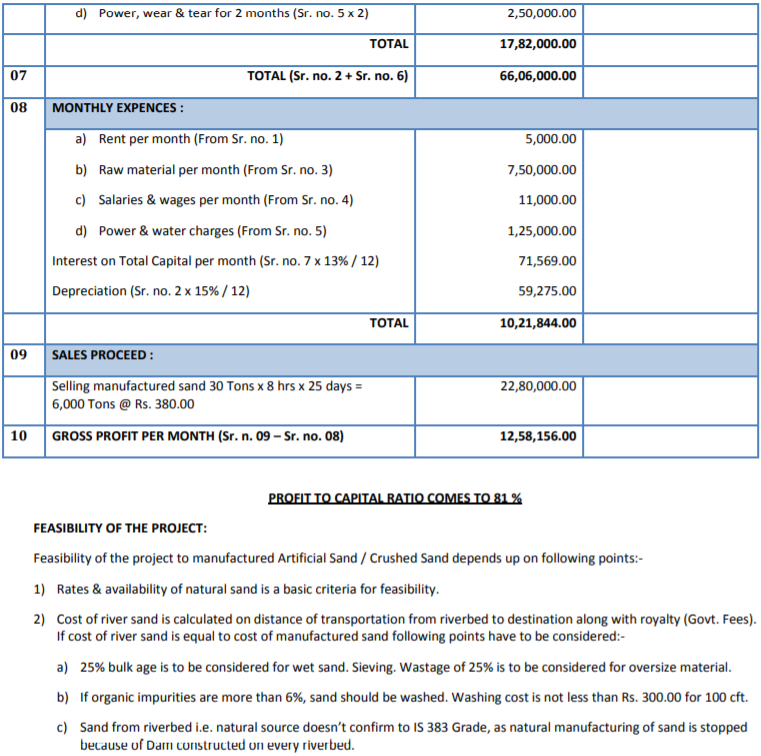 d) Power, wear & tear for 2 months (Sr. no. 5 x 2) 2,50,000.00
TOTAL 17,82,000.00
07 TOTAL (Sr. no. 2 + Sr. no. 6) 66,06,000.00
08 MONTHLY EXPENCES :
a) Rent per month (From Sr. no. 1) 5,000.00
b) Raw material per month (From Sr. no. 3) 7,50,000.00
c) Salaries & wages per month (From Sr. no. 4) 11,000.00
d) Power & water charges (From Sr. no. 5) 1,25,000.00
Interest on Total Capital per month (Sr. no. 7 x 13% / 12) 71,569.00
Depreciation (Sr. no. 2 x 15% / 12) 59,275.00
TOTAL 10,21,844.00
09 SALES PROCEED :
Selling manufactured sand 30 Tons x 8 hrs x 25 days = 22,80,000.00
6,000 Tons @ Rs. 380.00
10 GROSS PROFIT PER MONTH (Sr. n. 09 – Sr. no. 08) 12,58,156.00
PROFIT TO CAPITAL RATIO COMES TO 81 %
FEASIBILITY OF THE PROJECT:
Feasibility of the project to manufactured Artificial Sand / Crushed Sand depends up on following points:-
1) Rates & availability of natural sand is a basic criteria for feasibility.
2) Cost of river sand is calculated on distance of transportation from riverbed to destination along with royalty (Govt. Fees).
If cost of river sand is equal to cost of manufactured sand following points have to be considered:-
a) 25% bulk age is to be considered for wet sand. Sieving. Wastage of 25% is to be considered for oversize material.
b) If organic impurities are more than 6%, sand should be washed. Washing cost is not less than Rs. 300.00 for 100 cft.
c) Sand from riverbed i.e. natural source doesn't confirm to IS 383 Grade, as natural manufacturing of sand is stopped
because of Dam constructed on every riverbed.